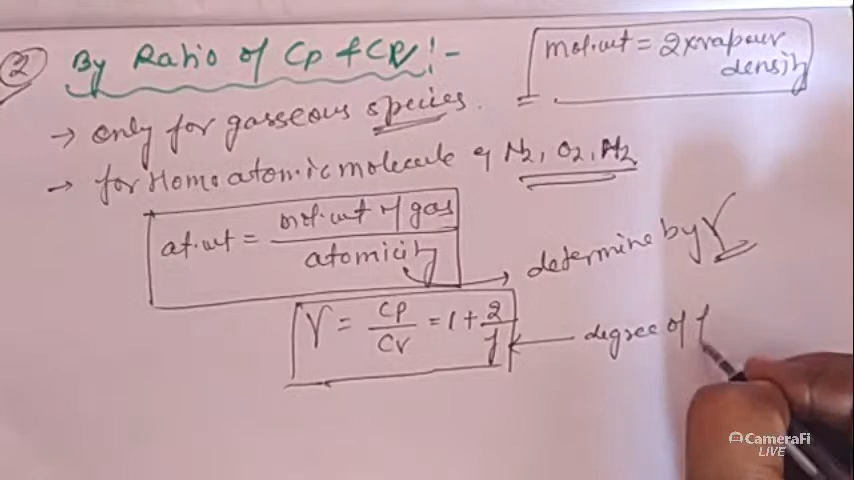 ② By Ratio of Cp & Cv :-
mol.wt = 2×vapour
density
→ only for gasseous species.
→ for Homoatomic molecule eg N2, O2, H2
at.wt = mol.wt of gas / atomicity
→ determine by γ
γ = Cp / Cv = 1 + 2 / f ← degree of f
CameraFi
LIVE